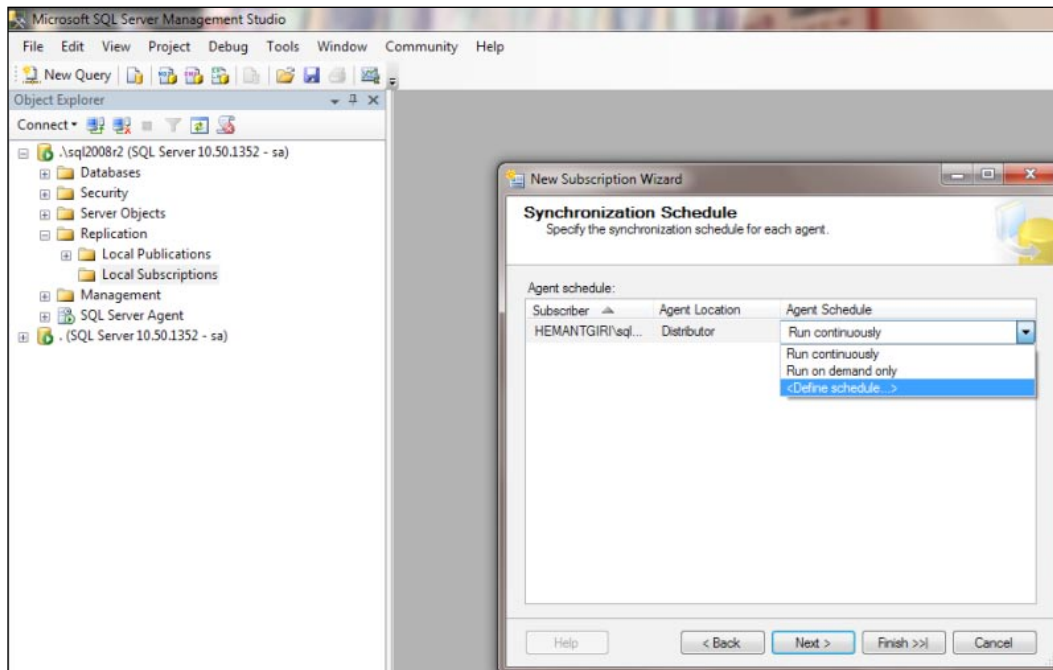 Microsoft SQL Server Management Studio
File Edit View Project Debug Tools Window Community Help
New Query
Object Explorer
Connect
.\sql2008r2 (SQL Server 10.50.1352 - sa)
Databases
Security
Server Objects
Replication
Local Publications
Local Subscriptions
Management
SQL Server Agent
. (SQL Server 10.50.1352 - sa)
New Subscription Wizard
Synchronization Schedule
Specify the synchronization schedule for each agent.
Agent schedule:
Subscriber Agent Location Agent Schedule
HEMANTGIRI\sql... Distributor Run continuously
Run continuously
Run on demand only
<Define schedule...>
Help < Back Next > Finish >>| Cancel